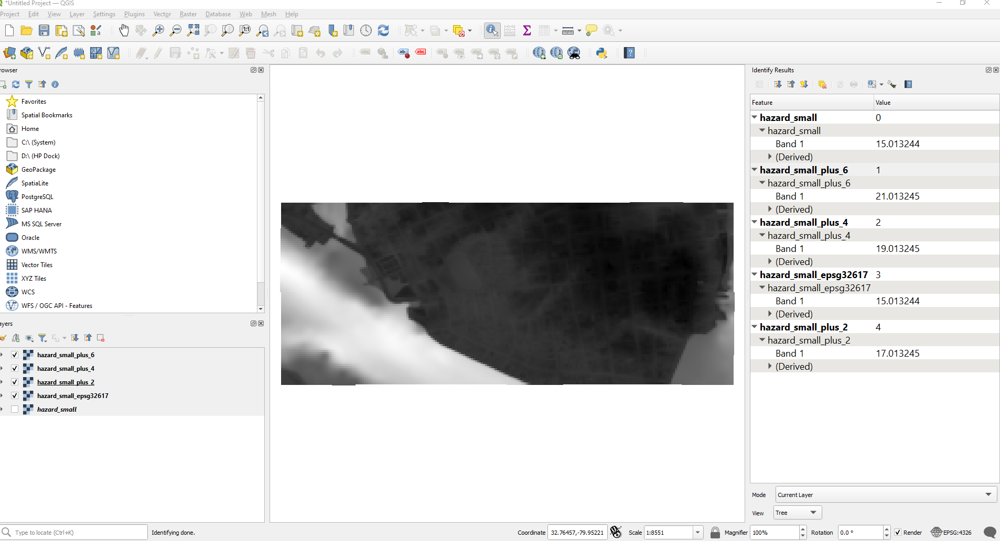 *Untitled Project — QGIS
Project Edit View Layer Settings Plugins Vector Raster Database Web Mesh Help
rowser
Favorites
Spatial Bookmarks
Home
C:\ (System)
D:\ (HP Dock)
GeoPackage
SpatiaLite
PostgreSQL
SAP HANA
MS SQL Server
Oracle
WMS/WMTS
Vector Tiles
XYZ Tiles
WCS
WFS / OGC API - Features
ayers
hazard_small_plus_6
hazard_small_plus_4
hazard_small_plus_2
hazard_small_epsg32617
hazard_small
Identify Results
Feature Value
hazard_small 0
hazard_small
Band 1 15.013244
(Derived)
hazard_small_plus_6 1
hazard_small_plus_6
Band 1 21.013245
(Derived)
hazard_small_plus_4 2
hazard_small_plus_4
Band 1 19.013245
(Derived)
hazard_small_epsg32617 3
hazard_small_epsg32617
Band 1 15.013244
(Derived)
hazard_small_plus_2 4
hazard_small_plus_2
Band 1 17.013245
(Derived)
Mode Current Layer
View Tree
Type to locate (Ctrl+K) Identifying done. Coordinate 32.76457,-79.95221 Scale 1:8551 Magnifier 100% Rotation 0.0 ° Render EPSG:4326